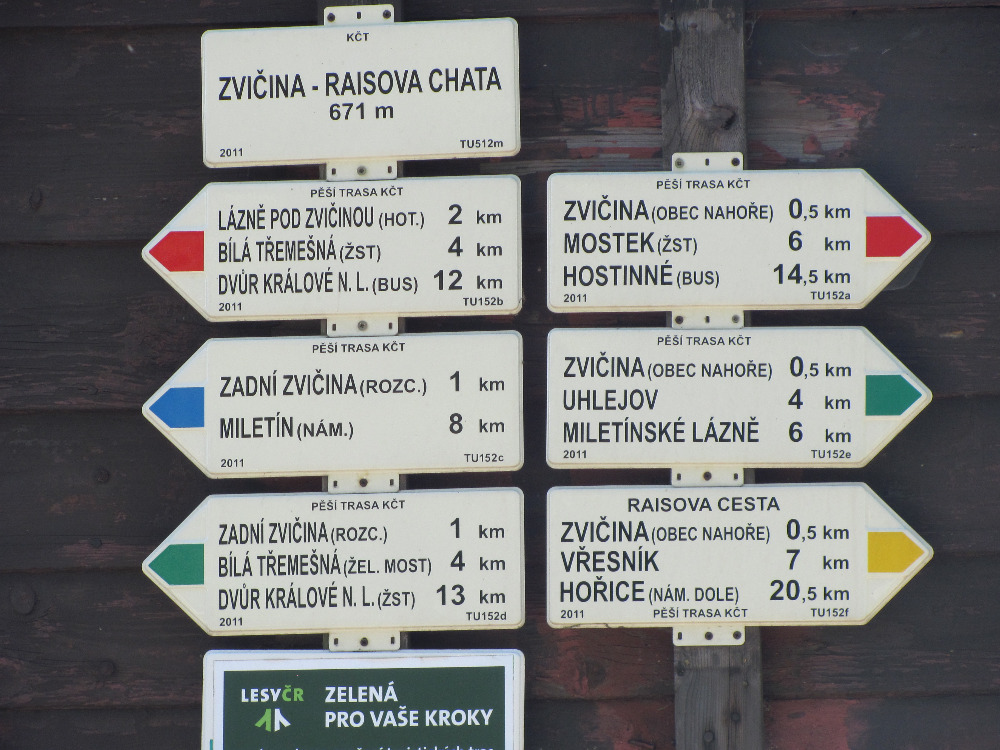 KČT
ZVIČINA - RAISOVA CHATA
671 m
2011 TU512m
PĚŠÍ TRASA KČT
LÁZNĚ POD ZVIČINOU (HOT.) 2 km
BÍLÁ TŘEMEŠNÁ (ŽST) 4 km
DVŮR KRÁLOVÉ N. L. (BUS) 12 km
2011 TU152b
PĚŠÍ TRASA KČT
ZADNÍ ZVIČINA (ROZC.) 1 km
MILETÍN (NÁM.) 8 km
2011 TU152c
PĚŠÍ TRASA KČT
ZADNÍ ZVIČINA (ROZC.) 1 km
BÍLÁ TŘEMEŠNÁ (ŽEL. MOST) 4 km
DVŮR KRÁLOVÉ N. L. (ŽST) 13 km
2011 TU152d
LESY ČR
ZELENÁ
PRO VAŠE KROKY
PĚŠÍ TRASA KČT
ZVIČINA (OBEC NAHOŘE) 0,5 km
MOSTEK (ŽST) 6 km
HOSTINNÉ (BUS) 14,5 km
2011 TU152a
PĚŠÍ TRASA KČT
ZVIČINA (OBEC NAHOŘE) 0,5 km
UHLEJOV 4 km
MILETÍNSKÉ LÁZNĚ 6 km
2011 TU152e
RAISOVA CESTA
ZVIČINA (OBEC NAHOŘE) 0,5 km
VŘESNÍK 7 km
HOŘICE (NÁM. DOLE) 20,5 km
2011 PĚŠÍ TRASA KČT TU152f